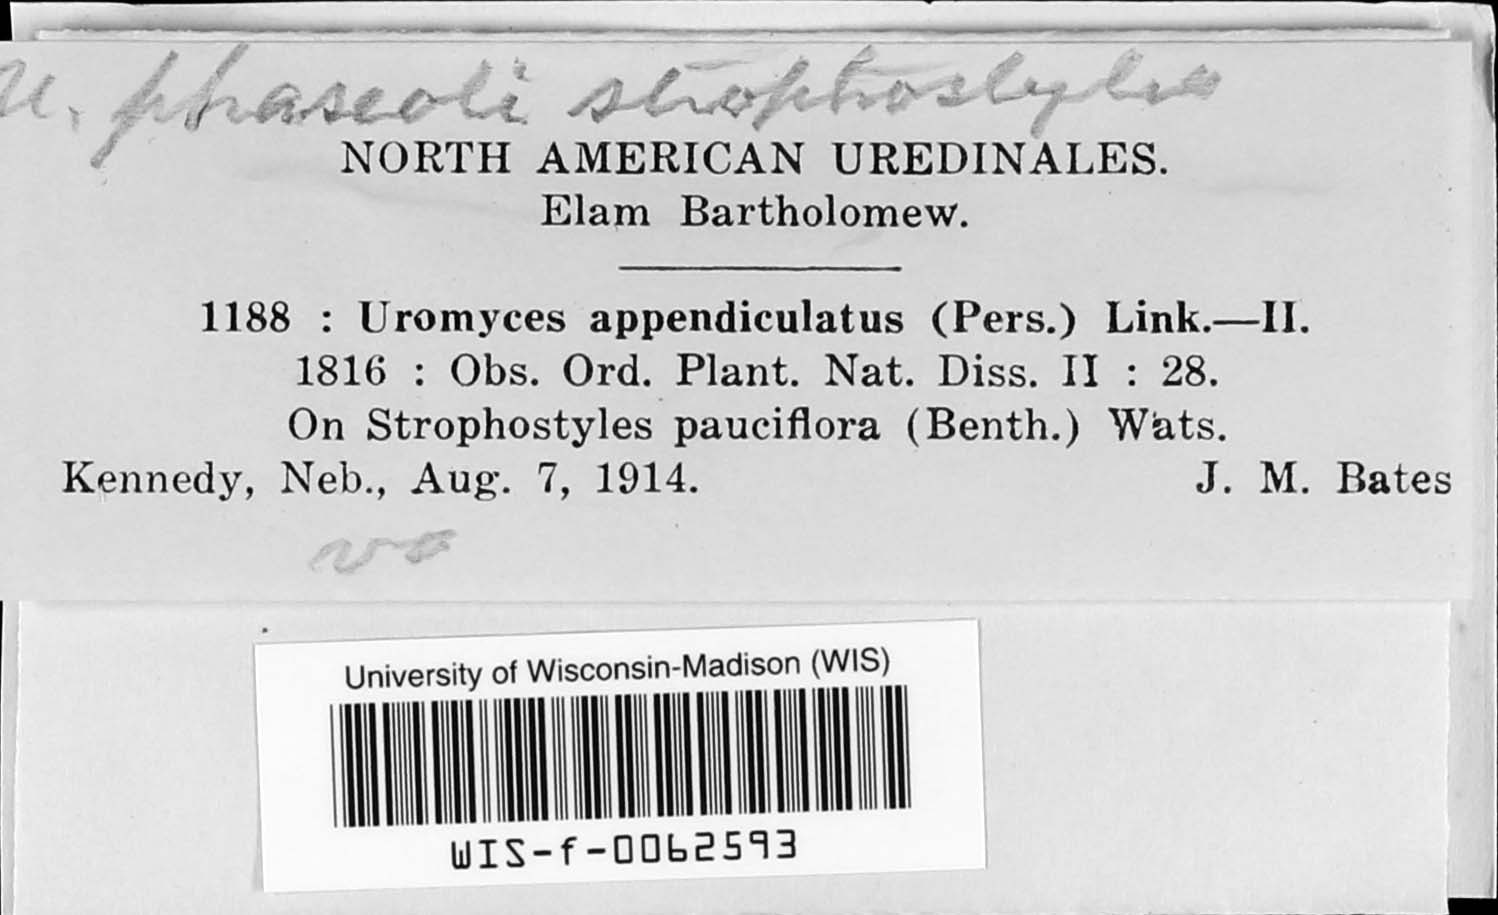 U. phaseoli strophostyles
NORTH AMERICAN UREDINALES.
Elam Bartholomew.
1188 : Uromyces appendiculatus (Pers.) Link.—II.
1816 : Obs. Ord. Plant. Nat. Diss. II : 28.
On Strophostyles pauciflora (Benth.) Wats.
Kennedy, Neb., Aug. 7, 1914. J. M. Bates
University of Wisconsin-Madison (WIS)
WIS-f-0062593